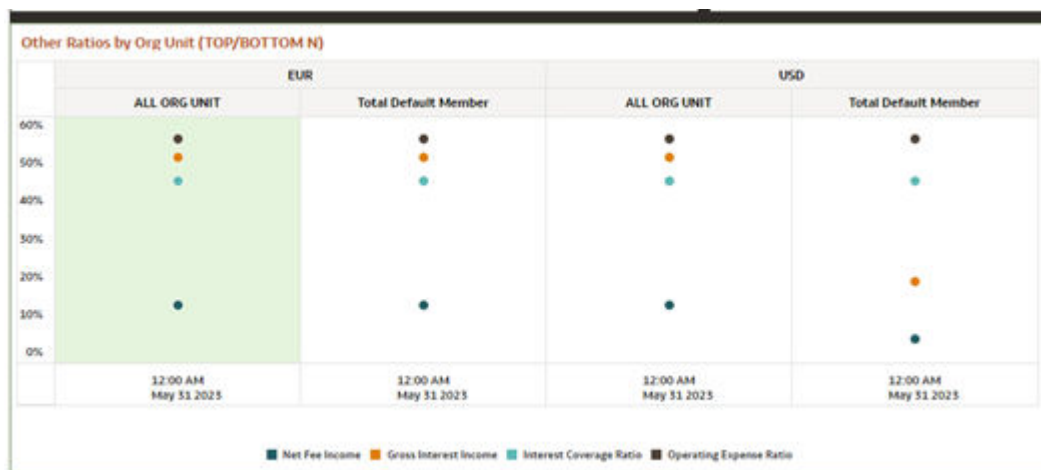 Other Ratios by Org Unit (TOP/BOTTOM N)
EUR USD
ALL ORG UNIT Total Default Member ALL ORG UNIT Total Default Member
60%
50%
40%
30%
20%
10%
0%
12:00 AM 12:00 AM 12:00 AM 12:00 AM
May 31 2023 May 31 2023 May 31 2023 May 31 2023
Net Fee Income Gross Interest Income Interest Coverage Ratio Operating Expense Ratio